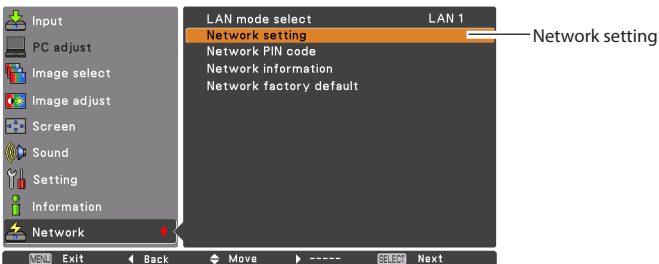 Input
PC adjust
Image select
Image adjust
Screen
Sound
Setting
Information
Network
LAN mode select LAN 1
Network setting
Network PIN code
Network information
Network factory default
Network setting
MENU Exit Back Move ----- SELECT Next